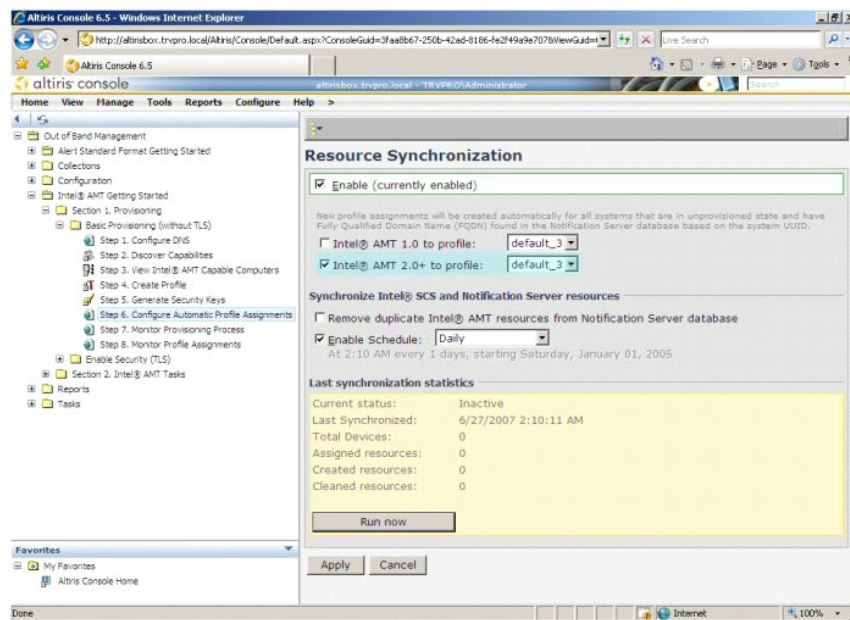 Altiris Console 6.5 - Windows Internet Explorer
http://altirisbox.trvpro.local/Altiris/Console/Default.aspx?ConsoleGuid=3faa8b67-250b-42ad-8186-fe2f49a9e707&ViewGuid=
Live Search
Altiris Console 6.5
Page
Tools
altiris console
altirisbox.trvpro.local - TRVPRO\Administrator
Search
Home View Manage Tools Reports Configure Help >
Out of Band Management
Alert Standard Format Getting Started
Collections
Configuration
Intel® AMT Getting Started
Section 1. Provisioning
Basic Provisioning (without TLS)
Step 1. Configure DNS
Step 2. Discover Capabilities
Step 3. View Intel® AMT Capable Computers
Step 4. Create Profile
Step 5. Generate Security Keys
Step 6. Configure Automatic Profile Assignments
Step 7. Monitor Provisioning Process
Step 8. Monitor Profile Assignments
Enable Security (TLS)
Section 2. Intel® AMT Tasks
Reports
Tasks
Favorites
My Favorites
Altiris Console Home
Resource Synchronization
Enable (currently enabled)
New profile assignments will be created automatically for all systems that are in unprovisioned state and have
Fully Qualified Domain Name (FQDN) found in the Notification Server database based on the system UUID.
Intel® AMT 1.0 to profile: default_3
Intel® AMT 2.0+ to profile: default_3
Synchronize Intel® SCS and Notification Server resources
Remove duplicate Intel® AMT resources from Notification Server database
Enable Schedule: Daily
At 2:10 AM every 1 days, starting Saturday, January 01, 2005
Last synchronization statistics
Current status: Inactive
Last Synchronized: 6/27/2007 2:10:11 AM
Total Devices: 0
Assigned resources: 0
Created resources: 0
Cleaned resources: 0
Run now
Apply Cancel
Done
Internet
100%